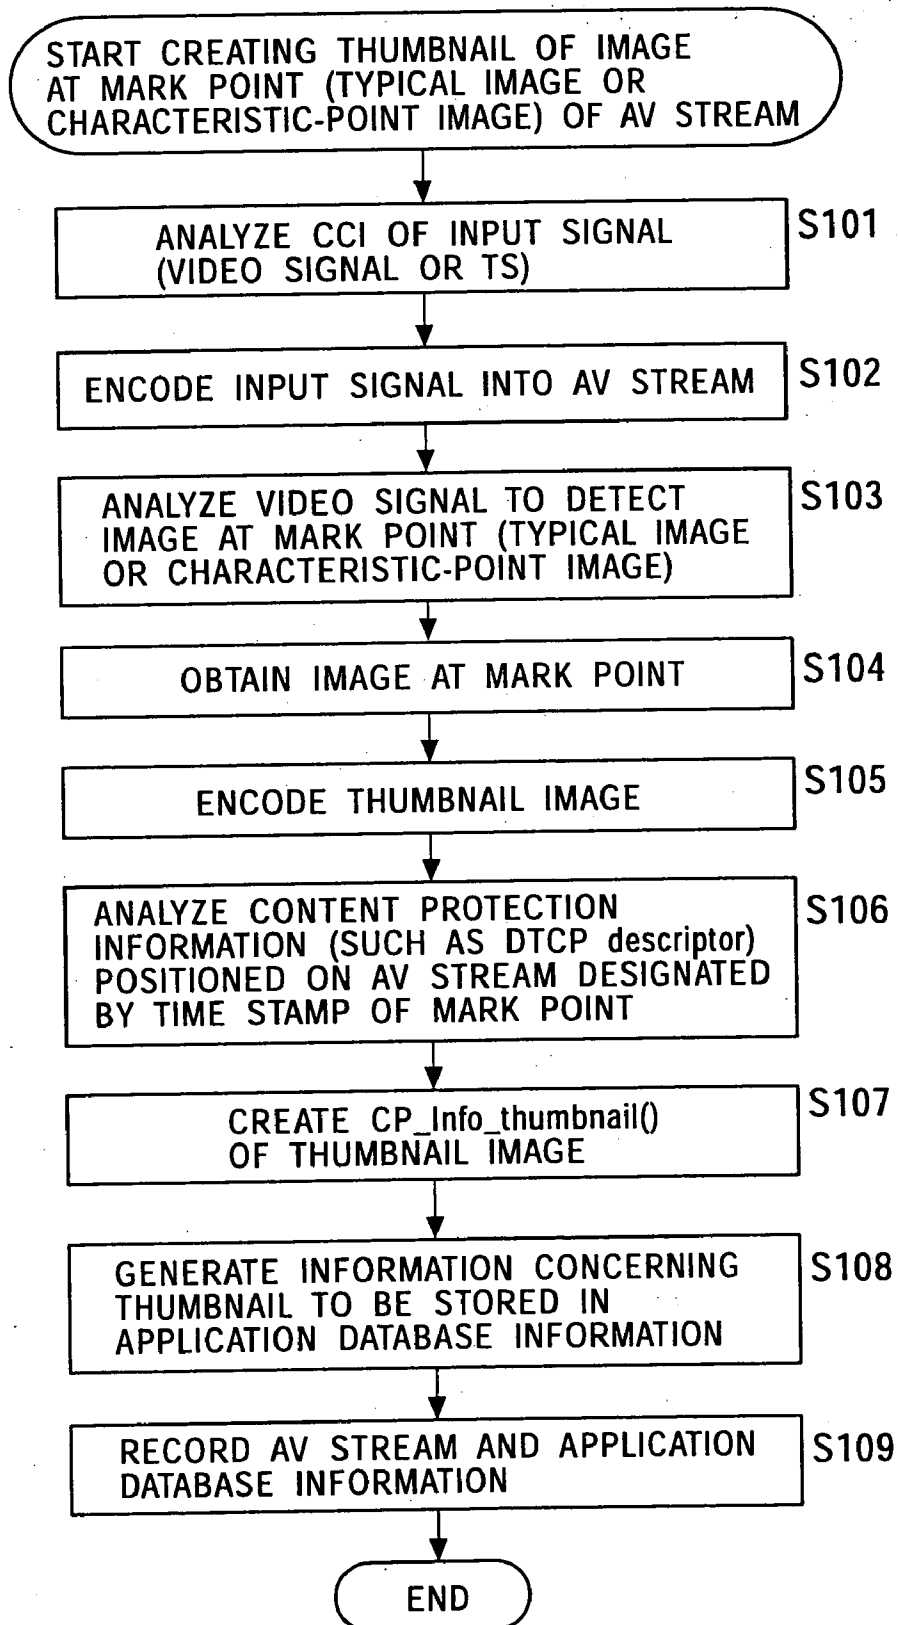 START CREATING THUMBNAIL OF IMAGE
AT MARK POINT (TYPICAL IMAGE OR
CHARACTERISTIC-POINT IMAGE) OF AV STREAM
ANALYZE CCI OF INPUT SIGNAL
(VIDEO SIGNAL OR TS)
S101
ENCODE INPUT SIGNAL INTO AV STREAM
S102
ANALYZE VIDEO SIGNAL TO DETECT
IMAGE AT MARK POINT (TYPICAL IMAGE
OR CHARACTERISTIC-POINT IMAGE)
S103
OBTAIN IMAGE AT MARK POINT
S104
ENCODE THUMBNAIL IMAGE
S105
ANALYZE CONTENT PROTECTION
INFORMATION (SUCH AS DTCP descriptor)
POSITIONED ON AV STREAM DESIGNATED
BY TIME STAMP OF MARK POINT
S106
CREATE CP_Info_thumbnail()
OF THUMBNAIL IMAGE
S107
GENERATE INFORMATION CONCERNING
THUMBNAIL TO BE STORED IN
APPLICATION DATABASE INFORMATION
S108
RECORD AV STREAM AND APPLICATION
DATABASE INFORMATION
S109
END